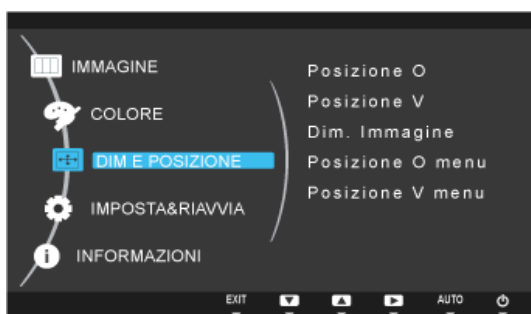 IMMAGINE
COLORE
DIM E POSIZIONE
IMPOSTA&RIAVVIA
INFORMAZIONI
Posizione O
Posizione V
Dim. Immagine
Posizione O menu
Posizione V menu
EXIT AUTO